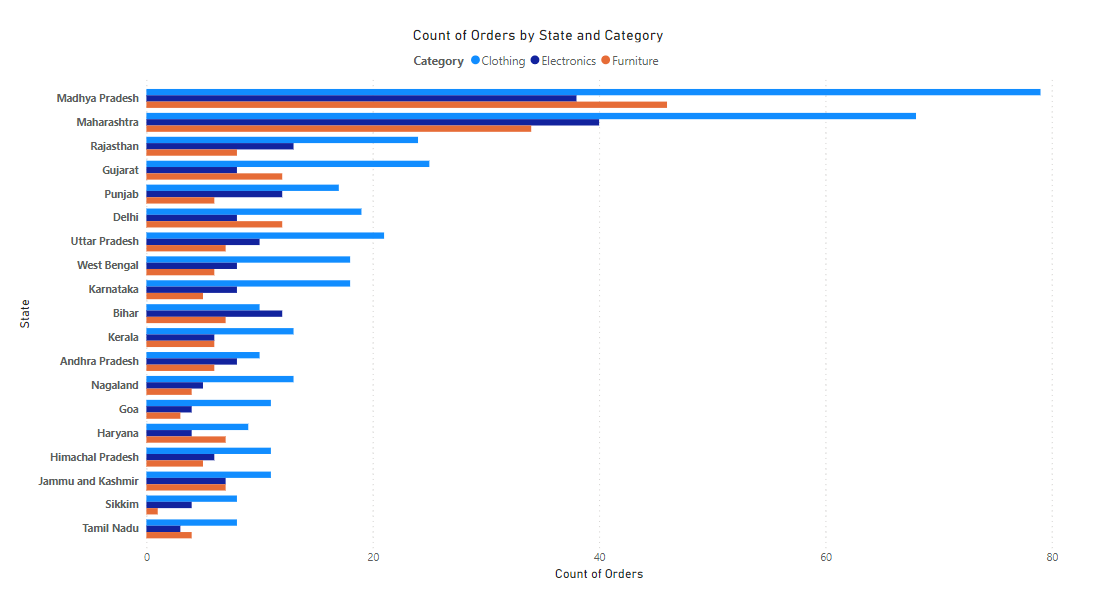 Count of Orders by State and Category
Category Clothing Electronics Furniture
Madhya Pradesh
Maharashtra
Rajasthan
Gujarat
Punjab
Delhi
Uttar Pradesh
West Bengal
Karnataka
Bihar
Kerala
Andhra Pradesh
Nagaland
Goa
Haryana
Himachal Pradesh
Jammu and Kashmir
Sikkim
Tamil Nadu
State
0 20 40 60 80
Count of Orders